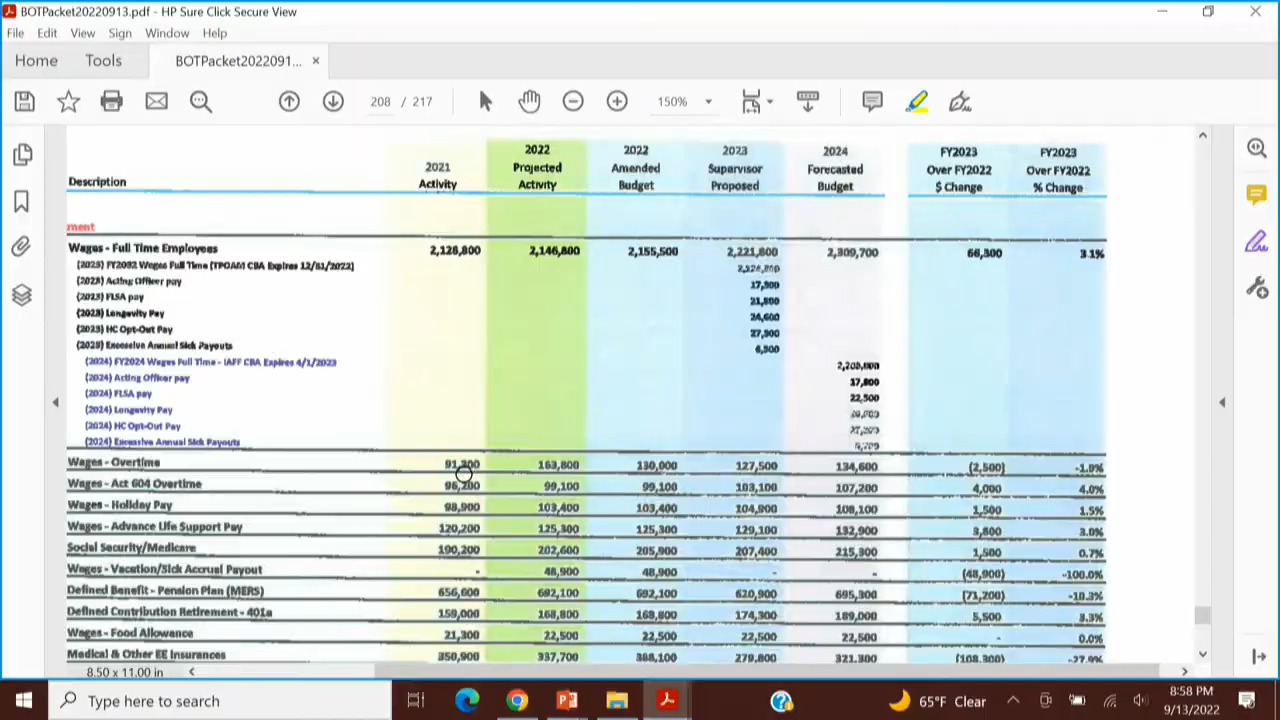 BOTPacket20220913.pdf - HP Sure Click Secure View
File Edit View Sign Window Help
Home Tools BOTPacket2022091... ×
208 / 217 150%
Description 2021 Activity 2022 Projected Activity 2022 Amended Budget 2023 Supervisor Proposed 2024 Forecasted Budget FY2023 Over FY2022 $ Change FY2023 Over FY2022 % Change
ment
Wages - Full Time Employees 2,126,800 2,146,800 2,155,500 2,221,800 2,309,700 66,300 3.1%
Wages Full Time (TPOAM CBA Expires
(2023) Acting Officer pay 17,300
(2023) FLSA pay 21,800
(2023) Longevity Pay 24,600
(2023) HC Opt-Out Pay 27,300
(2023) Excessive Annual Sick Payouts 6,300
(2024) FY2024 Wages Full Time - IAFF CBA Expires 4/1/2023
(2024) Acting Officer pay 17,800
(2024) FLSA pay 22,500
(2024) Longevity Pay
(2024) HC Opt-Out Pay
(2024) Excessive Annual Sick Payouts
Wages - Overtime 163,800 130,000 127,500 134,600 (2,500) -1.9%
Wages - Act 604 Overtime 96,200 99,100 99,100 103,100 107,200 4,000 4.0%
Wages - Holiday Pay 98,900 103,400 103,400 104,900 108,100 1,500 1.5%
Wages - Advance Life Support Pay 120,200 125,300 125,300 129,100 132,900 3,800 3.0%
Social Security/Medicare 190,200 202,600 205,900 207,400 215,300 1,500 0.7%
Wages - Vacation/Sick Accrual Payout - 48,900 48,900 - - (48,900) -100.0%
Defined Benefit - Pension Plan (MERS) 656,600 692,100 692,100 620,900 695,300 (71,200) -10.3%
Defined Contribution Retirement - 401a 159,000 168,800 168,800 174,300 189,000 5,500 3.3%
Wages - Food Allowance 21,300 22,500 22,500 22,500 22,500 - 0.0%
Medical & Other EE Insurances 350,900 337,700 388,100 279,800 321,300 (108,300) -27.9%
8.50 x 11.00 in
Type here to search 65°F Clear 8:58 PM
9/13/2022